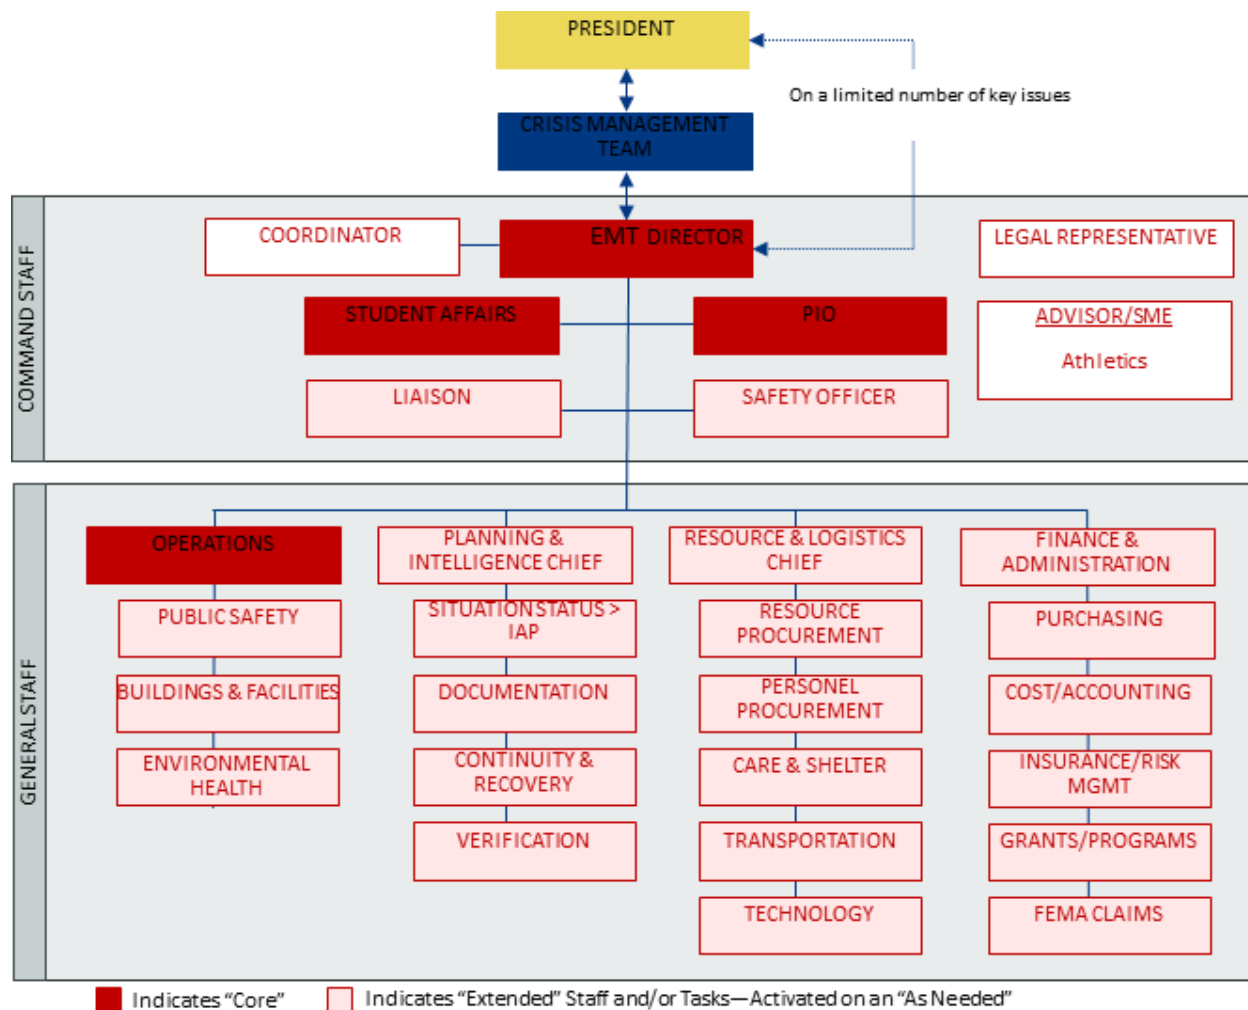 PRESIDENT
On a limited number of key issues
CRISIS MANAGEMENT
TEAM
COMMAND STAFF
COORDINATOR
EMT DIRECTOR
LEGAL REPRESENTATIVE
STUDENT AFFAIRS
PIO
ADVISOR/SME
Athletics
LIAISON
SAFETY OFFICER
GENERAL STAFF
OPERATIONS
PUBLIC SAFETY
BUILDINGS & FACILITIES
ENVIRONMENTAL
HEALTH
PLANNING &
INTELLIGENCE CHIEF
SITUATION STATUS >
IAP
DOCUMENTATION
CONTINUITY &
RECOVERY
VERIFICATION
RESOURCE & LOGISTICS
CHIEF
RESOURCE
PROCUREMENT
PERSONEL
PROCUREMENT
CARE & SHELTER
TRANSPORTATION
TECHNOLOGY
FINANCE &
ADMINISTRATION
PURCHASING
COST/ACCOUNTING
INSURANCE/RISK
MGMT
GRANTS/PROGRAMS
FEMA CLAIMS
Indicates “Core”
Indicates “Extended” Staff and/or Tasks—Activated on an “As Needed”